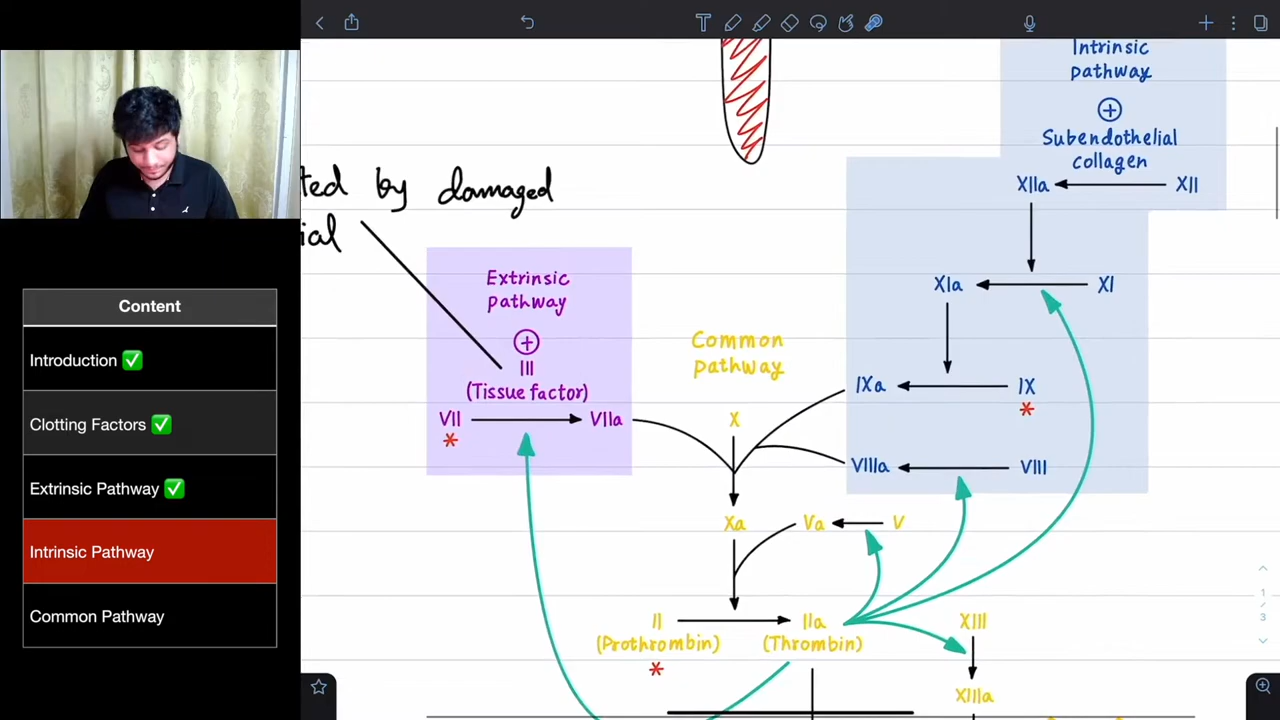 Content
Introduction ✅
Clotting Factors ✅
Extrinsic Pathway ✅
Intrinsic Pathway
Common Pathway
T
by damaged
Extrinsic
pathway
+
III
(Tissue factor)
VII → VIIa
*
Common
pathway
X
Xa
Va ← V
II → IIa
(Prothrombin) (Thrombin)
*
Intrinsic
pathway
+
Subendothelial
collagen
XIIa ← XII
XIa ← XI
IXa ← IX
*
VIIIa ← VIII
XIII
XIIIa
1
/
3